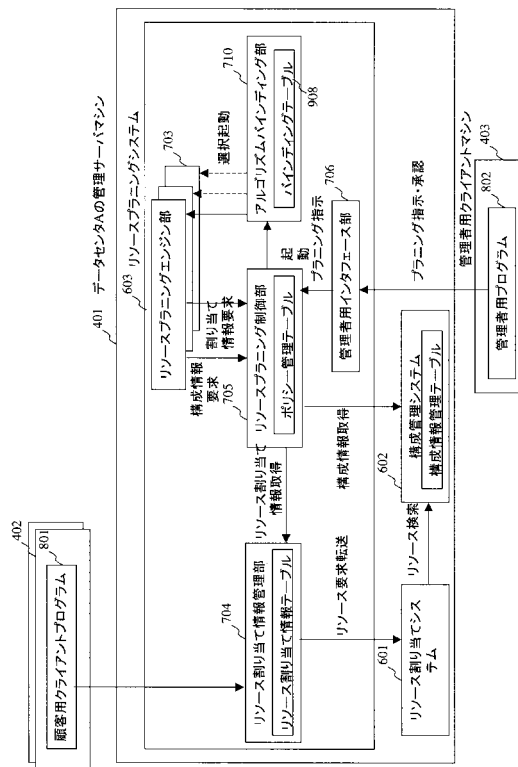 401 データセンタAの管理サーバマシン
603 リソースプラニングシステム
402
801
顧客用クライアントプログラム
リソースプラニングエンジン部
703
選択起動
710
アルゴリズムバインディング部
バインディングテーブル
908
構成情報
要求
割り当て
情報要求
705
リソースプラニング制御部
ポリシー管理テーブル
起動
プラニング指示
706
管理者用インタフェース部
704
リソース割り当て情報管理部
リソース割り当て情報テーブル
リソース割り当て
情報取得
構成情報取得
リソース要求転送
プラニング指示・承認
601
リソース割り当てシス
テム
リソース検索
602
構成管理システム
構成情報管理テーブル
管理者用クライアントマシン
403
802
管理者用プログラム